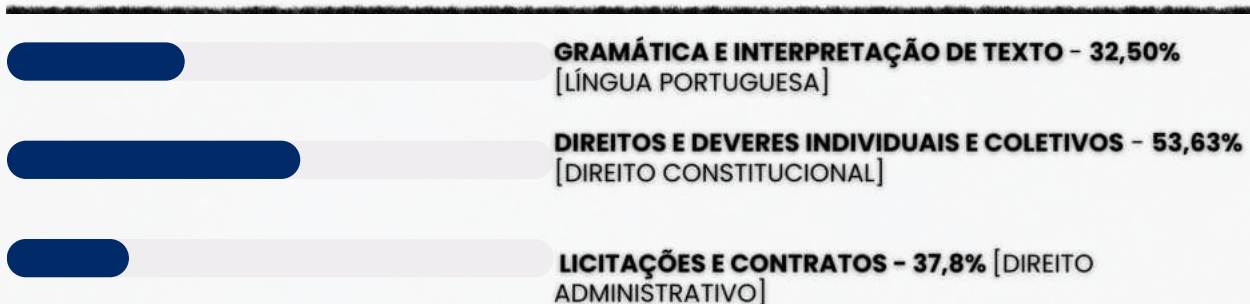 GRAMÁTICA E INTERPRETAÇÃO DE TEXTO - 32,50%
[LÍNGUA PORTUGUESA]
DIREITOS E DEVERES INDIVIDUAIS E COLETIVOS - 53,63%
[DIREITO CONSTITUCIONAL]
LICITAÇÕES E CONTRATOS - 37,8% [DIREITO
ADMINISTRATIVO]